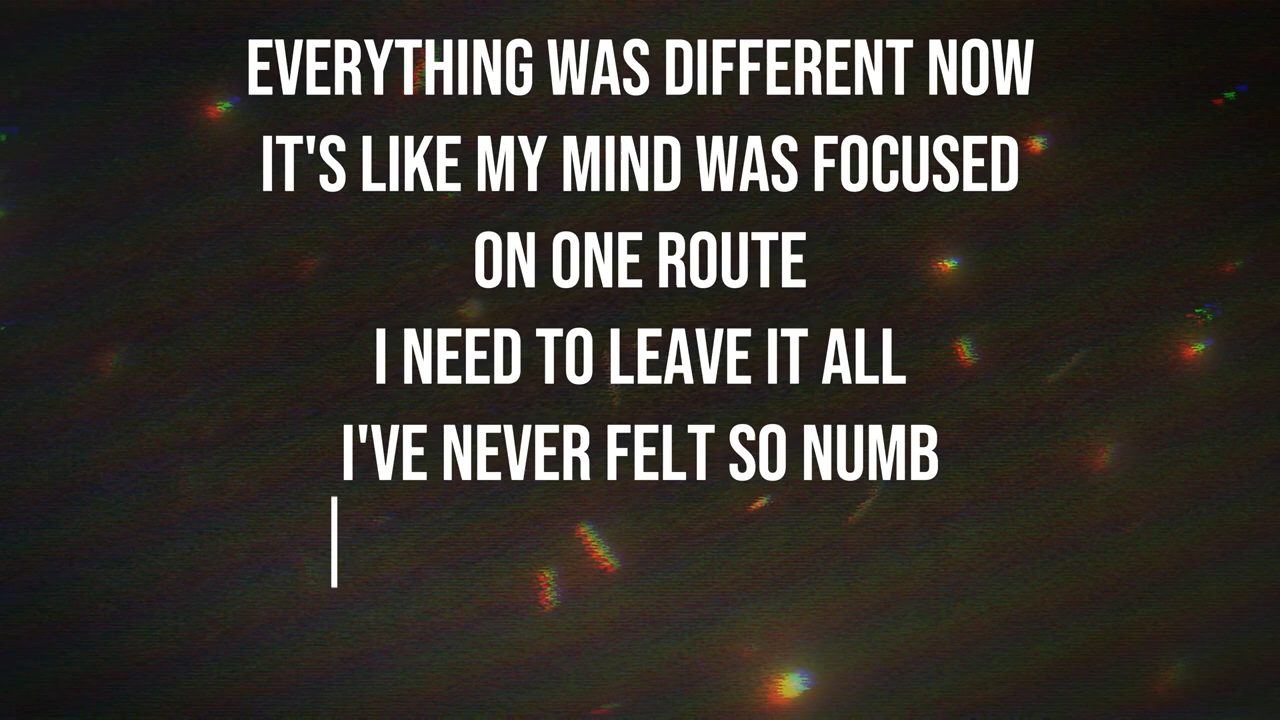 EVERYTHING WAS DIFFERENT NOW
IT'S LIKE MY MIND WAS FOCUSED
ON ONE ROUTE
I NEED TO LEAVE IT ALL
I'VE NEVER FELT SO NUMB